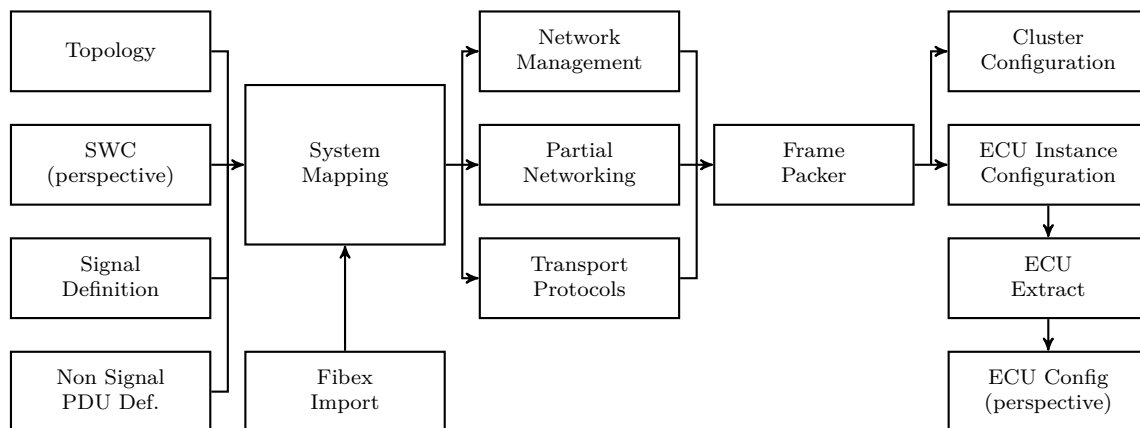 Topology
SWC
(perspective)
Signal
Definition
Non Signal
PDU Def.
System
Mapping
Fibex
Import
Network
Management
Partial
Networking
Transport
Protocols
Frame
Packer
Cluster
Configuration
ECU Instance
Configuration
ECU
Extract
ECU Config
(perspective)